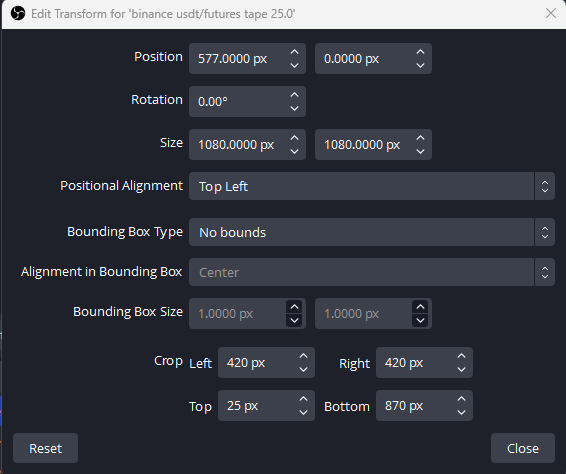 Edit Transform for 'binance usdt/futures tape 25.0'
Position 577.0000 px 0.0000 px
Rotation 0.00°
Size 1080.0000 px 1080.0000 px
Positional Alignment Top Left
Bounding Box Type No bounds
Alignment in Bounding Box Center
Bounding Box Size 1.0000 px 1.0000 px
Crop Left 420 px Right 420 px
Top 25 px Bottom 870 px
Reset Close